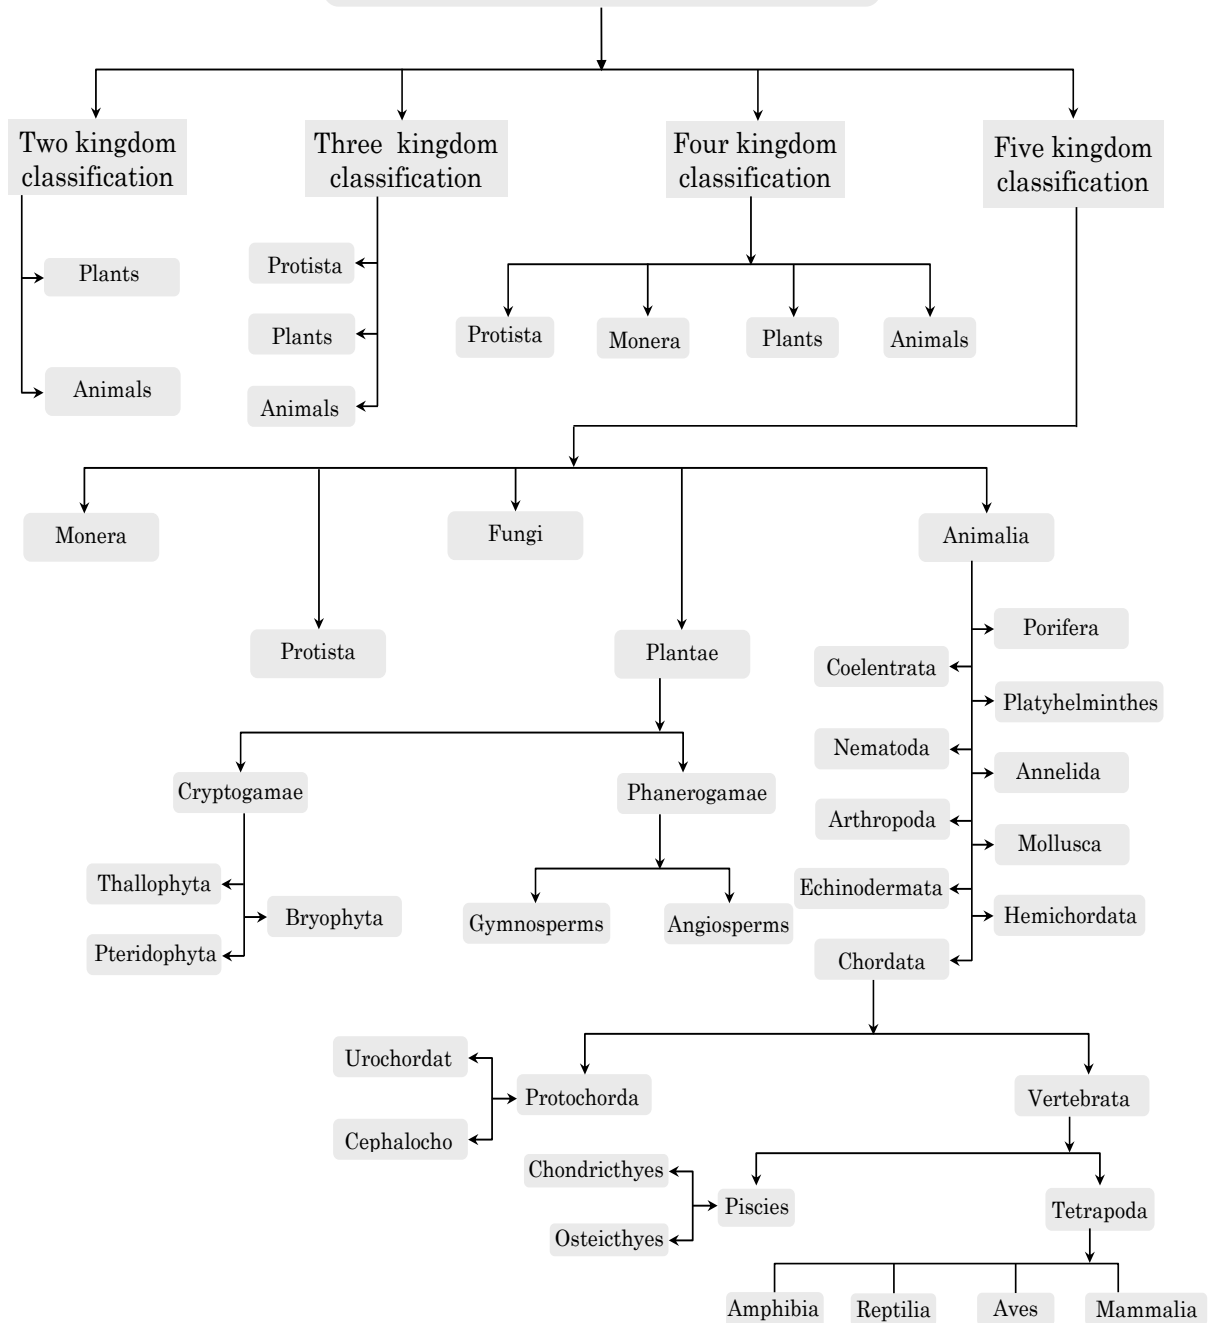 Two kingdom
classification
Three kingdom
classification
Four kingdom
classification
Five kingdom
classification
Plants
Animals
Protista
Plants
Animals
Protista
Monera
Plants
Animals
Monera
Protista
Fungi
Plantae
Animalia
Cryptogamae
Phanerogamae
Thallophyta
Bryophyta
Pteridophyta
Gymnosperms
Angiosperms
Porifera
Coelentrata
Platyhelminthes
Nematoda
Annelida
Arthropoda
Mollusca
Echinodermata
Hemichordata
Chordata
Urochordat
Protochorda
Cephalocho
Vertebrata
Chondricthyes
Piscies
Osteicthyes
Tetrapoda
Amphibia
Reptilia
Aves
Mammalia